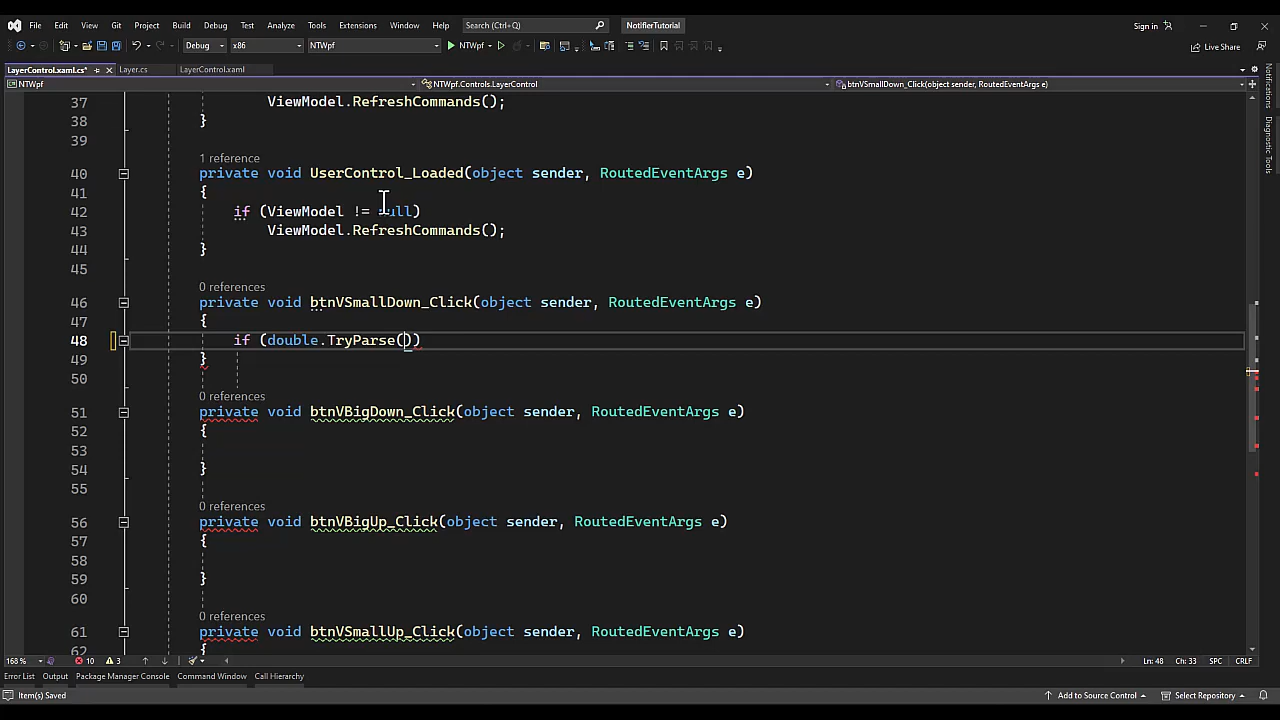 File Edit View Git Project Build Debug Test Analyze Tools Extensions Window Help Search (Ctrl+Q) NotifierTutorial Sign in
Debug x86 NTWpf NTWpf Live Share
LayerControl.xaml.cs* Layer.cs LayerControl.xaml
NTWpf NTWpf.Controls.LayerControl btnVSmallDown_Click(object sender, RoutedEventArgs e)
37 ViewModel.RefreshCommands();
38 }
39
1 reference
40 private void UserControl_Loaded(object sender, RoutedEventArgs e)
41 {
42 if (ViewModel != null)
43 ViewModel.RefreshCommands();
44 }
45
0 references
46 private void btnVSmallDown_Click(object sender, RoutedEventArgs e)
47 {
48 if (double.TryParse())
49 }
50
0 references
51 private void btnVBigDown_Click(object sender, RoutedEventArgs e)
52 {
53
54 }
55
0 references
56 private void btnVBigUp_Click(object sender, RoutedEventArgs e)
57 {
58
59 }
60
0 references
61 private void btnVSmallUp_Click(object sender, RoutedEventArgs e)
62 {
168 % 10 3 Ln: 48 Ch: 33 SPC CRLF
Error List Output Package Manager Console Command Window Call Hierarchy
Item(s) Saved Add to Source Control Select Repository
Notifications
Diagnostic Tools